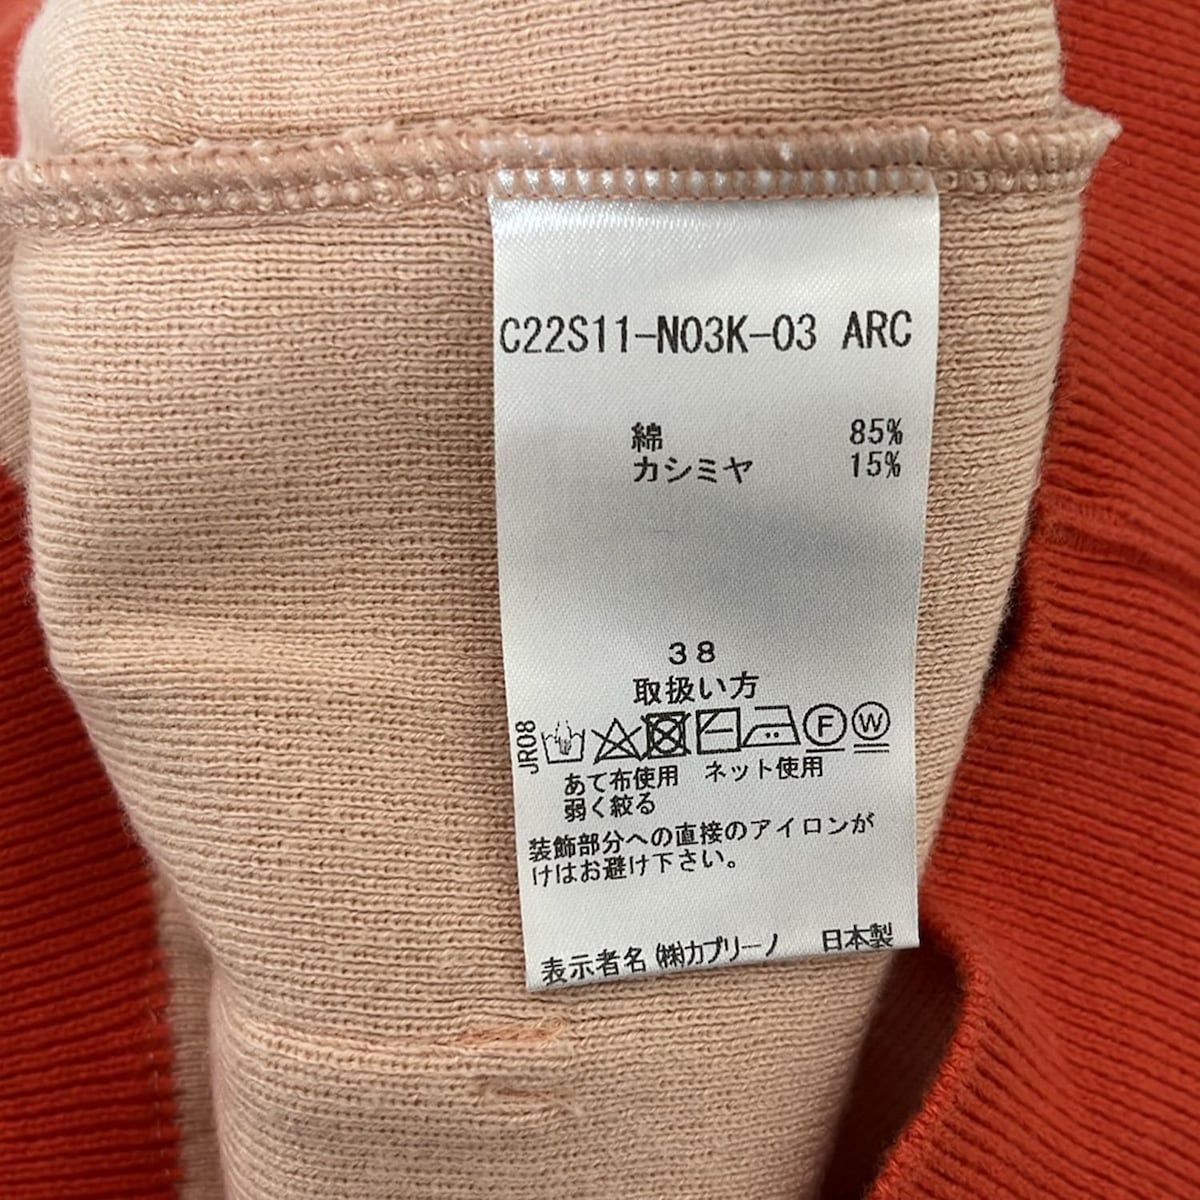 C22S11-N03K-03 ARC
綿 85%
カシミヤ 15%
38
取扱い方
JR08
F W
あて布使用 ネット使用
弱く絞る
装飾部分への直接のアイロンが
けはお避け下さい。
表示者名 ㈱カプリーノ 日本製